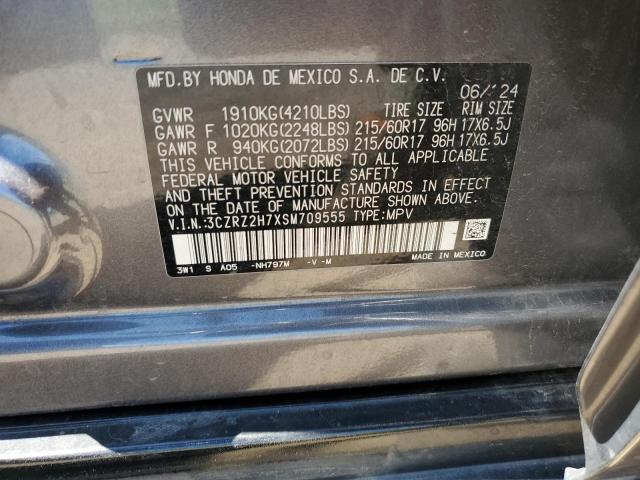 MFD.BY HONDA DE MEXICO S.A. DE C.V.
06/24
GVWR 1910KG(4210LBS) TIRE SIZE RIM SIZE
GAWR F 1020KG(2248LBS) 215/60R17 96H 17X6.5J
GAWR R 940KG(2072LBS) 215/60R17 96H 17X6.5J
THIS VEHICLE CONFORMS TO ALL APPLICABLE
FEDERAL MOTOR VEHICLE SAFETY
AND THEFT PREVENTION STANDARDS IN EFFECT
ON THE DATE OF MANUFACTURE SHOWN ABOVE.
V.I.N.:3CZRZ2H7XSM709555 TYPE:MPV
3W1 S A05 -NH797M -V -M MADE IN MEXICO